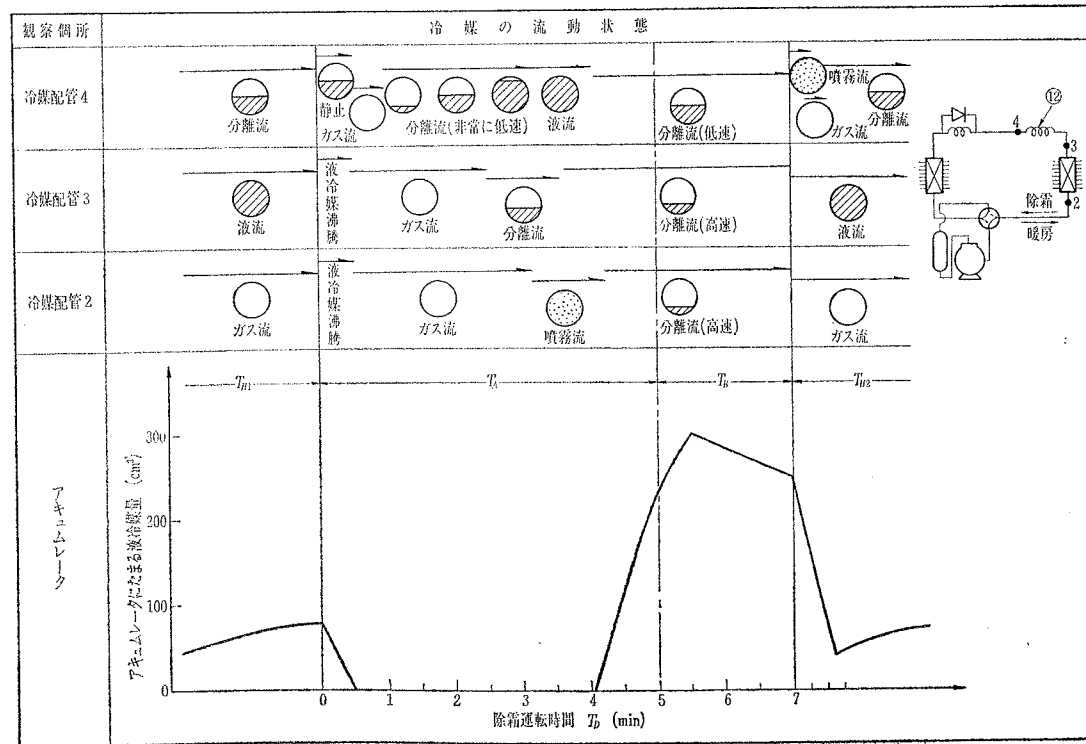 観察個所
冷媒の流動状態
冷媒配管4
分離流
静止
ガス流
分離流(非常に低速)
液流
分離流(低速)
噴霧流
ガス流
分離流
冷媒配管3
液流
液冷媒沸騰
ガス流
分離流
分離流(高速)
液流
冷媒配管2
ガス流
液冷媒沸騰
ガス流
噴霧流
分離流(高速)
ガス流
4
⑫
3
2
除霜
暖房
アキュムレータ
アキュムレータにたまる液冷媒量 (cm³)
T_H1
T_A
T_B
T_H2
300
200
100
0
0 1 2 3 4 5 6 7
除霜運転時間 T_D (min)